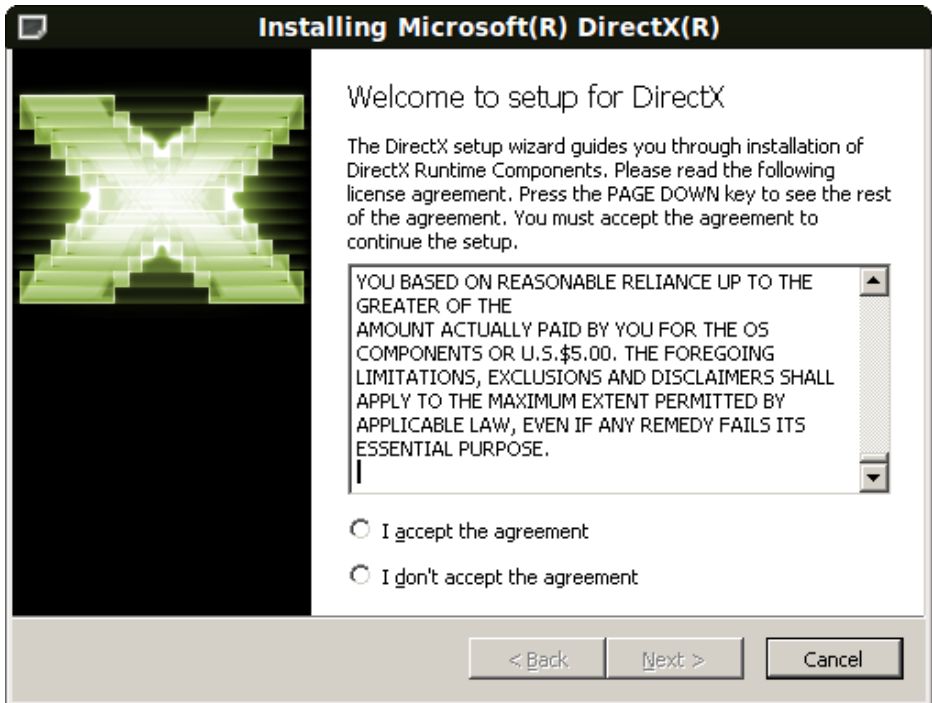 Installing Microsoft(R) DirectX(R)
Welcome to setup for DirectX
The DirectX setup wizard guides you through installation of
DirectX Runtime Components. Please read the following
license agreement. Press the PAGE DOWN key to see the rest
of the agreement. You must accept the agreement to
continue the setup.
YOU BASED ON REASONABLE RELIANCE UP TO THE
GREATER OF THE
AMOUNT ACTUALLY PAID BY YOU FOR THE OS
COMPONENTS OR U.S.$5.00. THE FOREGOING
LIMITATIONS, EXCLUSIONS AND DISCLAIMERS SHALL
APPLY TO THE MAXIMUM EXTENT PERMITTED BY
APPLICABLE LAW, EVEN IF ANY REMEDY FAILS ITS
ESSENTIAL PURPOSE.
I accept the agreement
I don't accept the agreement
< Back Next > Cancel